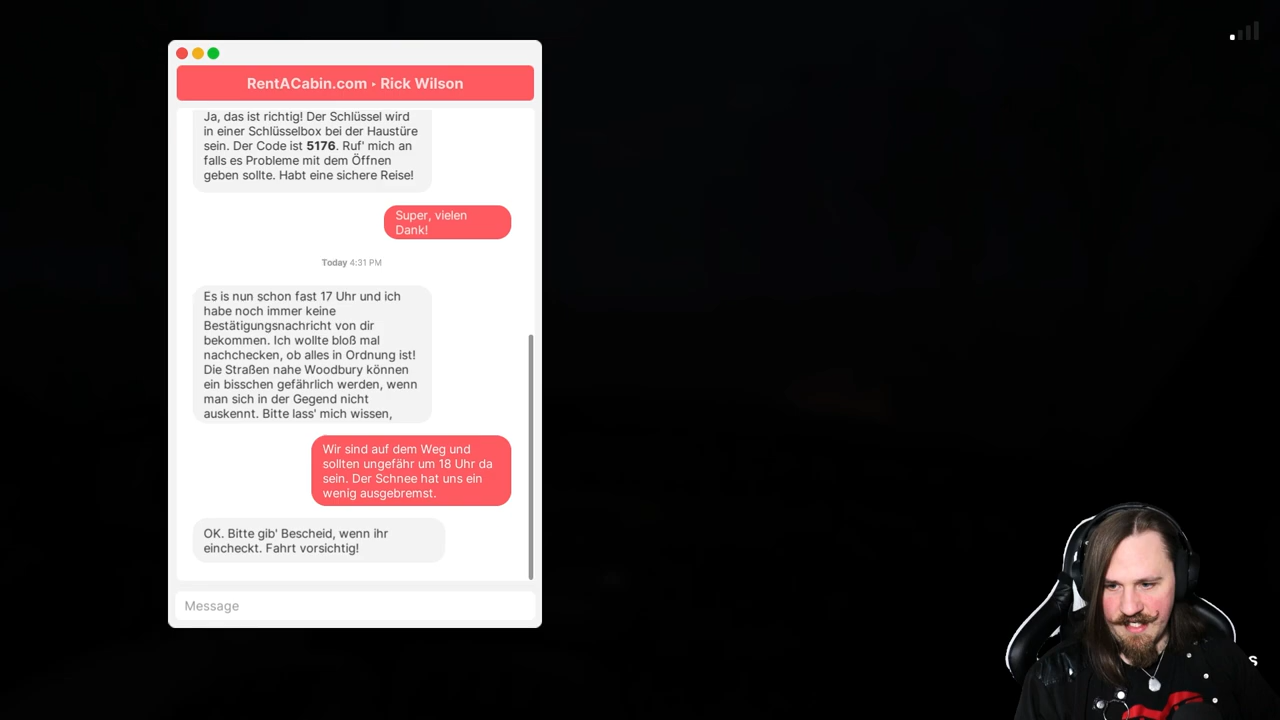 RentACabin.com ▸ Rick Wilson
Ja, das ist richtig! Der Schlüssel wird
in einer Schlüsselbox bei der Haustüre
sein. Der Code ist 5176. Ruf' mich an
falls es Probleme mit dem Öffnen
geben sollte. Habt eine sichere Reise!
Super, vielen
Dank!
Today 4:31 PM
Es is nun schon fast 17 Uhr und ich
habe noch immer keine
Bestätigungsnachricht von dir
bekommen. Ich wollte bloß mal
nachchecken, ob alles in Ordnung ist!
Die Straßen nahe Woodbury können
ein bisschen gefährlich werden, wenn
man sich in der Gegend nicht
auskennt. Bitte lass' mich wissen,
Wir sind auf dem Weg und
sollten ungefähr um 18 Uhr da
sein. Der Schnee hat uns ein
wenig ausgebremst.
OK. Bitte gib' Bescheid, wenn ihr
eincheckt. Fahrt vorsichtig!
Message